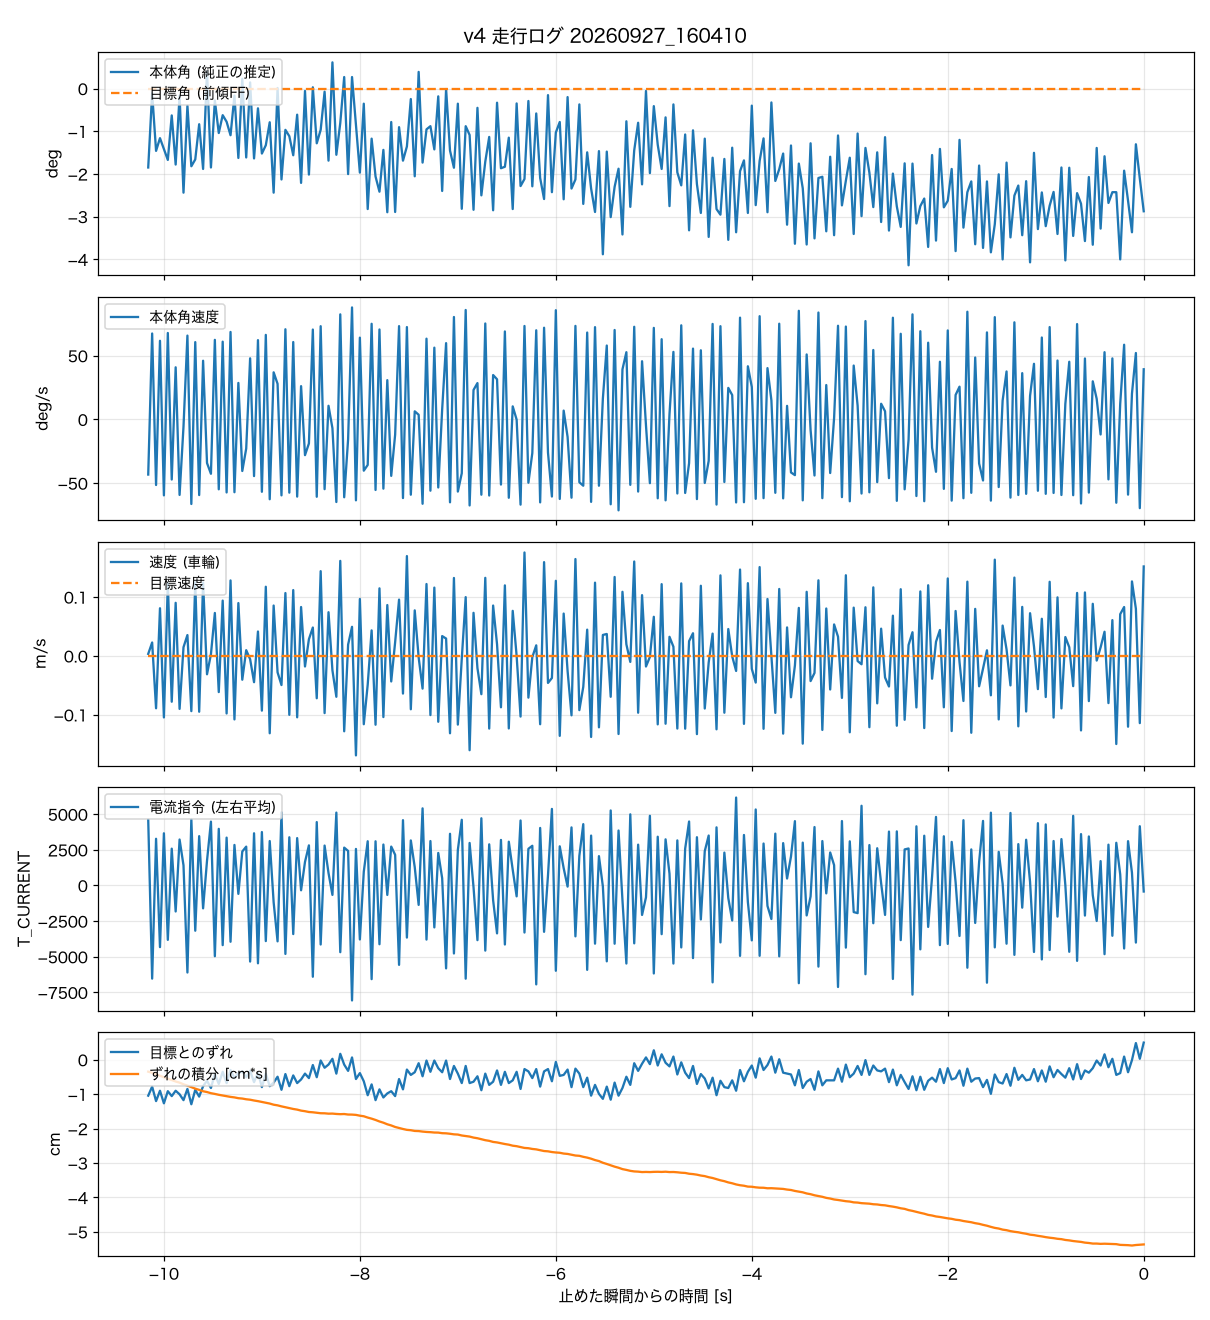 v4 走行ログ 20260927_160410
本体角 (純正の推定)
目標角 (前傾FF)
0
−1
−2
−3
−4
deg
本体角速度
50
0
−50
deg/s
速度 (車輪)
目標速度
0.1
0.0
−0.1
m/s
電流指令 (左右平均)
5000
2500
0
−2500
−5000
−7500
T_CURRENT
目標とのずれ
ずれの積分 [cm*s]
0
−1
−2
−3
−4
−5
cm
−10
−8
−6
−4
−2
0
止めた瞬間からの時間 [s]